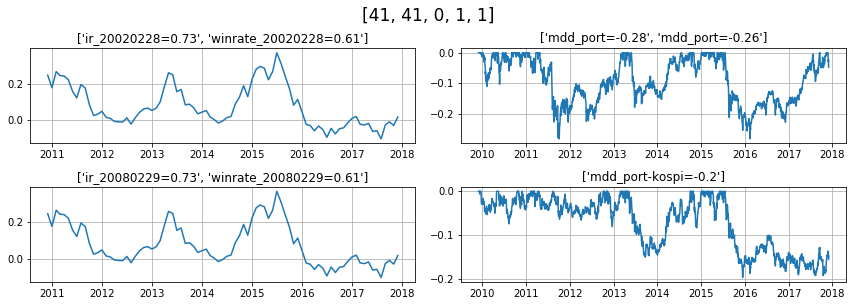 [41, 41, 0, 1, 1]
['ir_20020228=0.73', 'winrate_20020228=0.61']
0.2
0.0
2011 2012 2013 2014 2015 2016 2017 2018
['mdd_port=-0.28', 'mdd_port=-0.26']
0.0
−0.1
−0.2
2010 2011 2012 2013 2014 2015 2016 2017 2018
['ir_20080229=0.73', 'winrate_20080229=0.61']
0.2
0.0
2011 2012 2013 2014 2015 2016 2017 2018
['mdd_port-kospi=-0.2']
0.0
−0.1
−0.2
2010 2011 2012 2013 2014 2015 2016 2017 2018